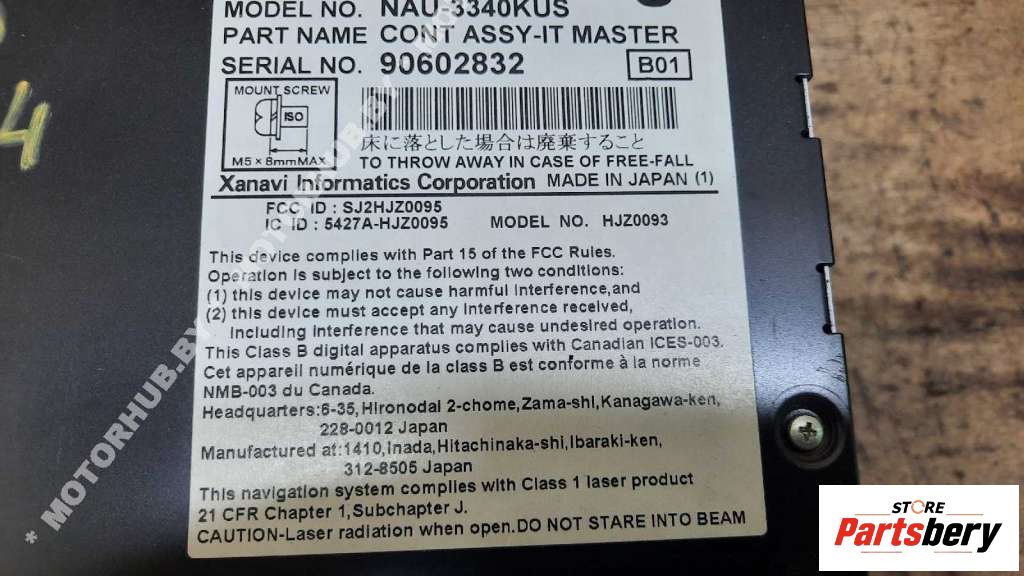 MODEL NO. NAU-3340KUS
PART NAME CONT ASSY-IT MASTER
SERIAL NO. 90602832 B01
MOUNT SCREW
ISO
M5×8mmMAX
床に落とした場合は廃棄すること
TO THROW AWAY IN CASE OF FREE-FALL
Xanavi Informatics Corporation MADE IN JAPAN (1)
FCC ID : SJ2HJZ0095
IC ID : 5427A-HJZ0095 MODEL NO. HJZ0093
This device complies with Part 15 of the FCC Rules.
Operation is subject to the following two conditions:
(1) this device may not cause harmful interference,and
(2) this device must accept any interference received,
including interference that may cause undesired operation.
This Class B digital apparatus complies with Canadian ICES-003.
Cet appareil numérique de la class B est conforme à la norme
NMB-003 du Canada.
Headquarters:6-35, Hironodai 2-chome,Zama-shi,Kanagawa-ken,
228-0012 Japan
Manufactured at:1410,Inada,Hitachinaka-shi,Ibaraki-ken,
312-8505 Japan
This navigation system complies with Class 1 laser product
21 CFR Chapter 1,Subchapter J.
CAUTION-Laser radiation when open.DO NOT STARE INTO BEAM
4
* MOTORHUB.BY * MOTORHUB.BY
STORE
Partsbery